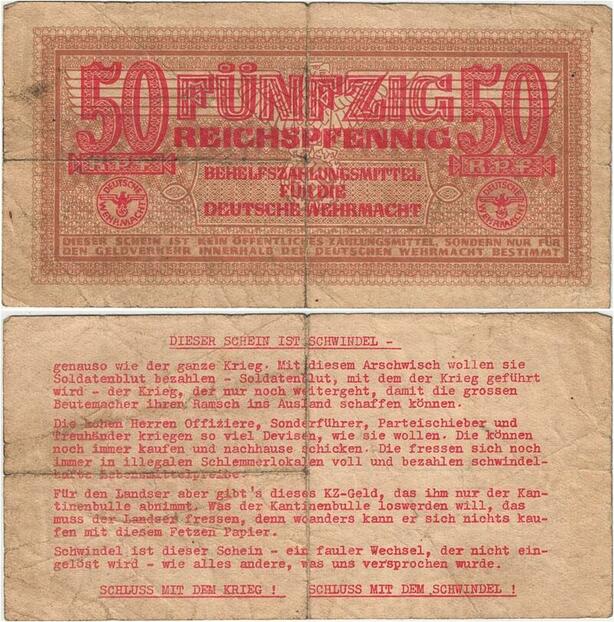 50 FÜNFZIG 50
REICHSPFENNIG
R.P.F. R.P.F.
BEHELFSZAHLUNGSMITTEL
FÜR DIE
DEUTSCHE WEHRMACHT
DEUTSCHE WEHRMACHT
DEUTSCHE WEHRMACHT
DIESER SCHEIN IST KEIN ÖFFENTLICHES ZAHLUNGSMITTEL, SONDERN NUR FÜR
DEN GELDVERKEHR INNERHALB DER DEUTSCHEN WEHRMACHT BESTIMMT
DIESER SCHEIN IST SCHWINDEL -
genauso wie der ganze Krieg. Mit diesem Arschwisch wollen sie
Soldatenblut bezahlen - Soldatenblut, mit dem der Krieg geführt
wird - der Krieg, der nur noch weitergeht, damit die grossen
Beutemacher ihren Ramsch ins Ausland schaffen können.
Die hohen Herren Offiziere, Sonderführer, Parteischieber und
Treuhänder kriegen so viel Devisen, wie sie wollen. Die können
noch immer kaufen und nachhause schicken. Die fressen sich noch
immer in illegalen Schlemmerlokalen voll und bezahlen schwindel-
hafte Lebensmittelpreise.
Für den Landser aber gibt's dieses KZ-Geld, das ihm nur der Kan-
tinenbulle abnimmt. Was der Kantinenbulle loswerden will, das
muss der Landser fressen, denn woanders kann er sich nichts kau-
fen mit diesem Fetzen Papier.
Schwindel ist dieser Schein - ein fauler Wechsel, der nicht ein-
gelöst wird - wie alles andere, was uns versprochen wurde.
SCHLUSS MIT DEM KRIEG ! SCHLUSS MIT DEM SCHWINDEL !